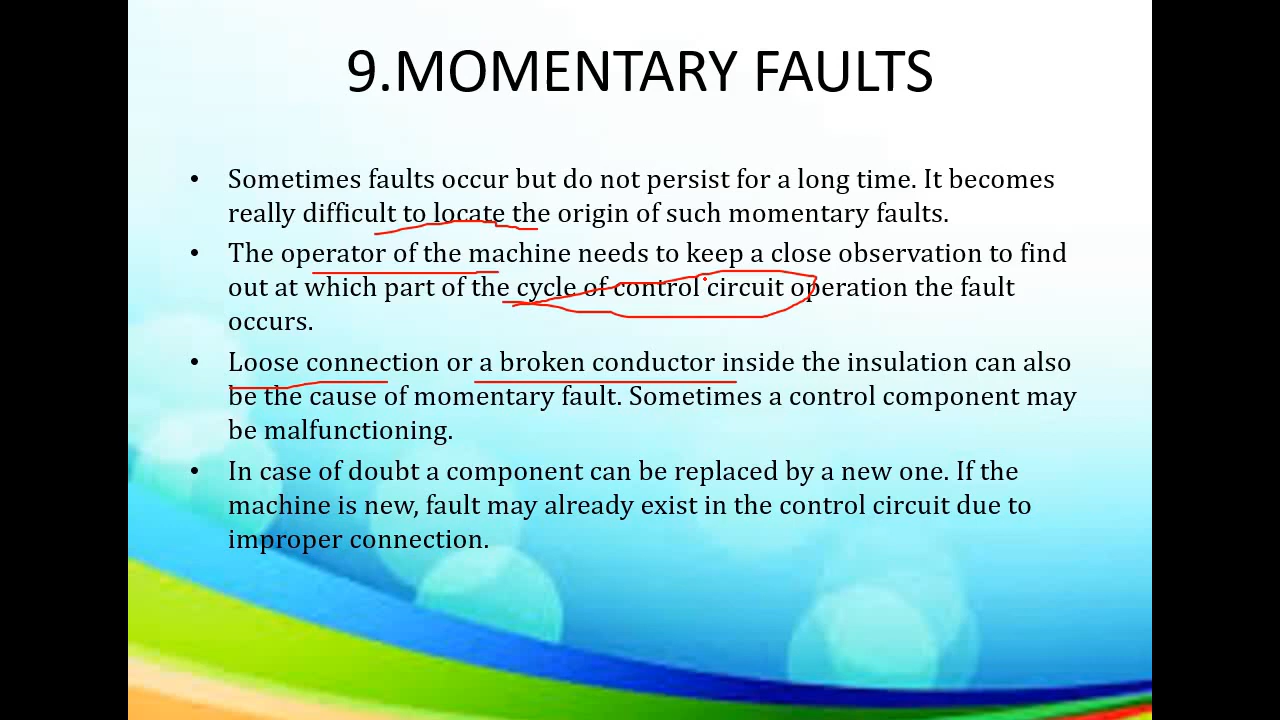 9.MOMENTARY FAULTS
• Sometimes faults occur but do not persist for a long time. It becomes
really difficult to locate the origin of such momentary faults.
• The operator of the machine needs to keep a close observation to find
out at which part of the cycle of control circuit operation the fault
occurs.
• Loose connection or a broken conductor inside the insulation can also
be the cause of momentary fault. Sometimes a control component may
be malfunctioning.
• In case of doubt a component can be replaced by a new one. If the
machine is new, fault may already exist in the control circuit due to
improper connection.